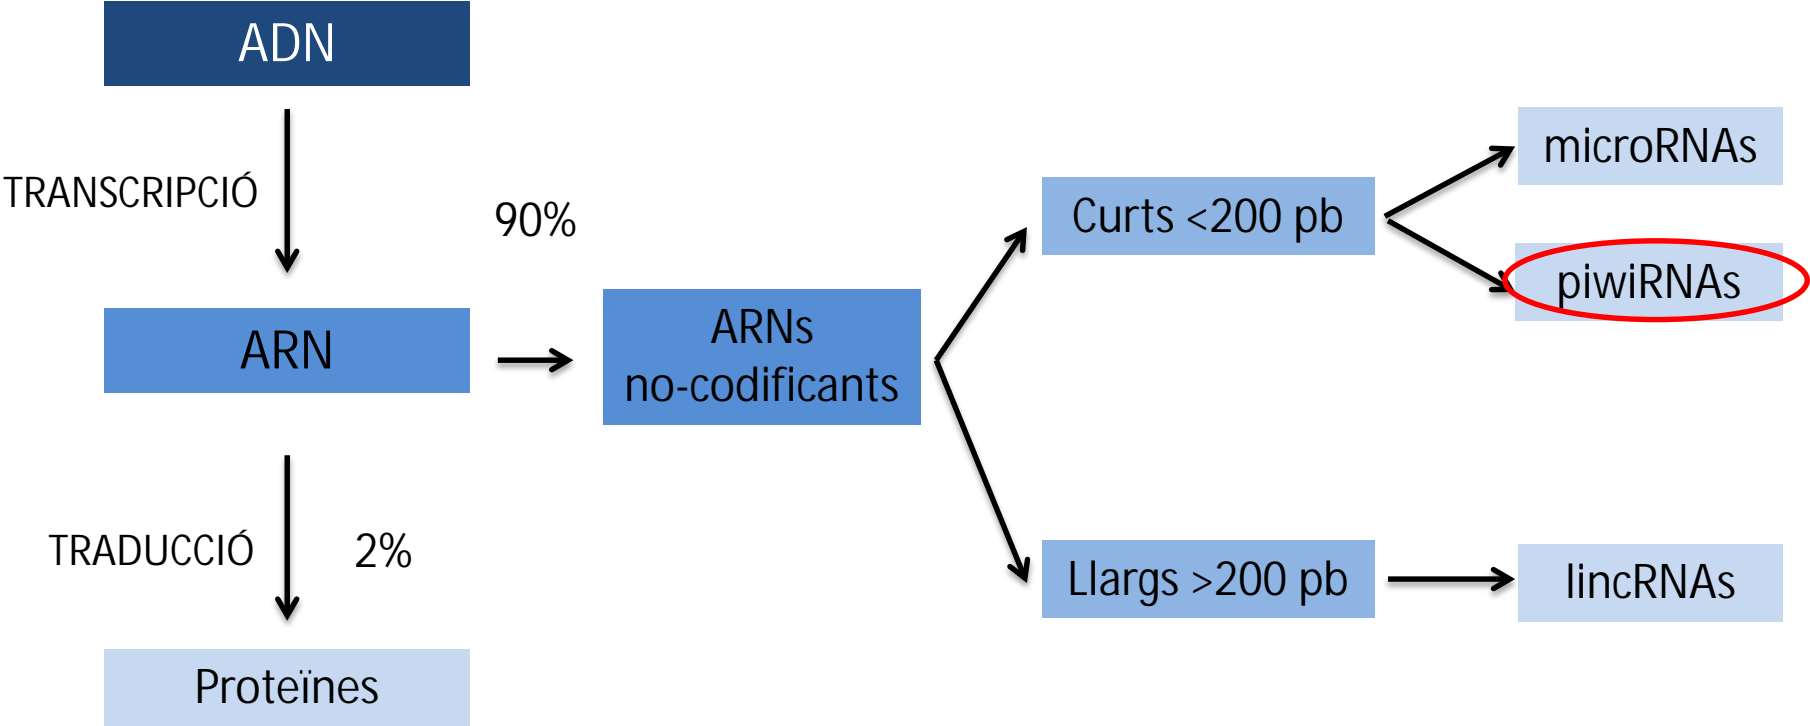 ADN
TRANSCRIPCIÓ
90%
ARN
ARNs
no-codificants
TRADUCCIÓ
2%
Proteïnes
Curts <200 pb
microRNAs
piwiRNAs
Llargs >200 pb
lincRNAs